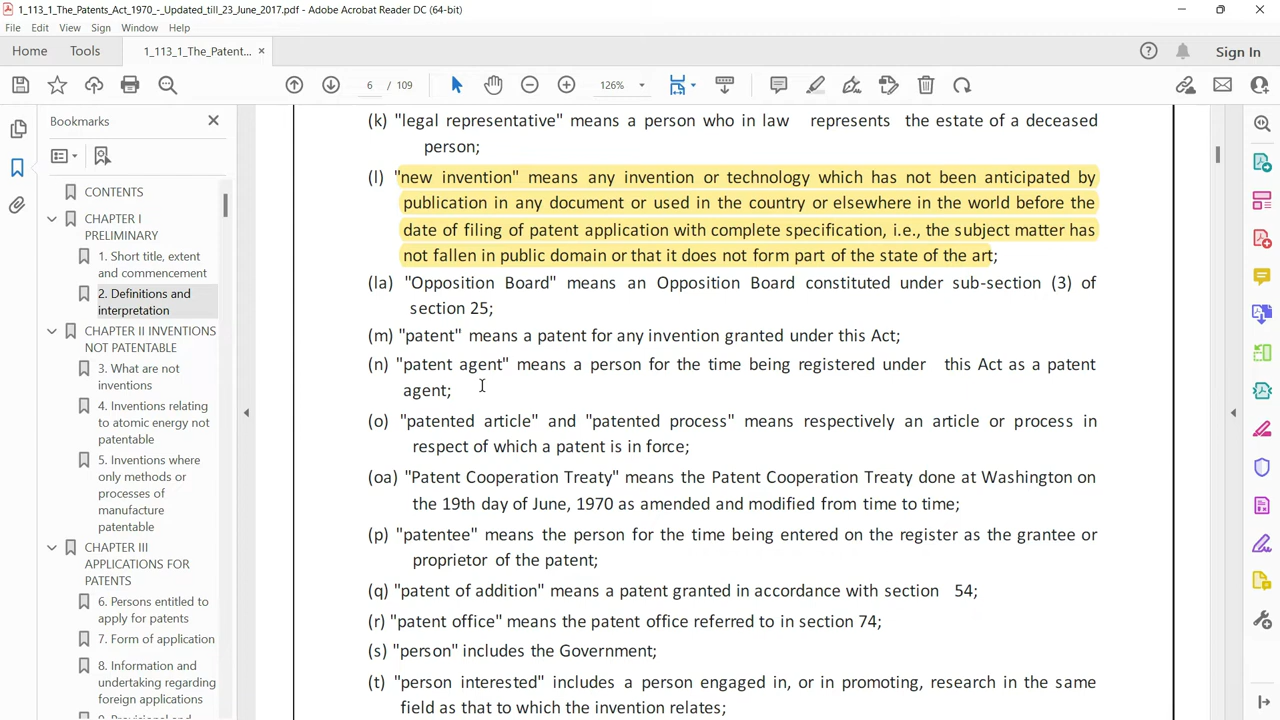 1_113_1_The_Patents_Act_1970_-_Updated_till_23_June_2017.pdf - Adobe Acrobat Reader DC (64-bit)
File Edit View Sign Window Help
Home Tools 1_113_1_The_Patent... × Sign In
6 / 109 126%
Bookmarks
CONTENTS
CHAPTER I
PRELIMINARY
1. Short title, extent
and commencement
2. Definitions and
interpretation
CHAPTER II INVENTIONS
NOT PATENTABLE
3. What are not
inventions
4. Inventions relating
to atomic energy not
patentable
5. Inventions where
only methods or
processes of
manufacture
patentable
CHAPTER III
APPLICATIONS FOR
PATENTS
6. Persons entitled to
apply for patents
7. Form of application
8. Information and
undertaking regarding
foreign applications
(k) "legal representative" means a person who in law represents the estate of a deceased
person;
(l) "new invention" means any invention or technology which has not been anticipated by
publication in any document or used in the country or elsewhere in the world before the
date of filing of patent application with complete specification, i.e., the subject matter has
not fallen in public domain or that it does not form part of the state of the art;
(la) "Opposition Board" means an Opposition Board constituted under sub-section (3) of
section 25;
(m) "patent" means a patent for any invention granted under this Act;
(n) "patent agent" means a person for the time being registered under this Act as a patent
agent;
(o) "patented article" and "patented process" means respectively an article or process in
respect of which a patent is in force;
(oa) "Patent Cooperation Treaty" means the Patent Cooperation Treaty done at Washington on
the 19th day of June, 1970 as amended and modified from time to time;
(p) "patentee" means the person for the time being entered on the register as the grantee or
proprietor of the patent;
(q) "patent of addition" means a patent granted in accordance with section 54;
(r) "patent office" means the patent office referred to in section 74;
(s) "person" includes the Government;
(t) "person interested" includes a person engaged in, or in promoting, research in the same
field as that to which the invention relates;